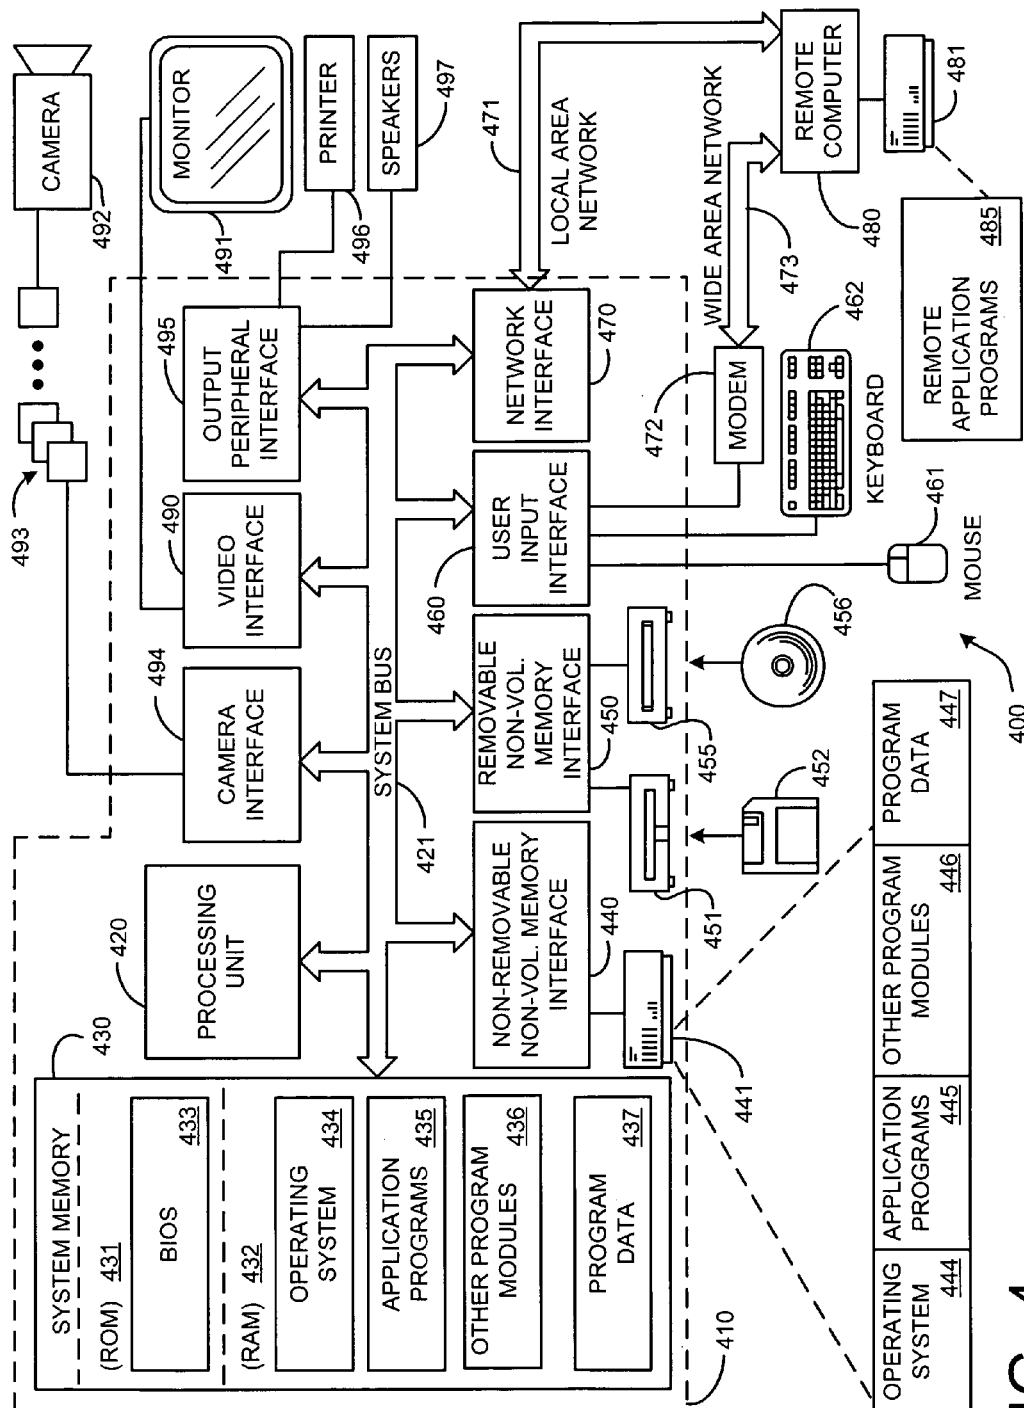 CAMERA
492
493
MONITOR
491
PRINTER
496
SPEAKERS
497
SYSTEM MEMORY
(ROM) 431
BIOS
433
(RAM) 432
OPERATING
SYSTEM
434
APPLICATION
PROGRAMS
435
OTHER PROGRAM
MODULES
436
PROGRAM
DATA
437
430
420
PROCESSING
UNIT
494
CAMERA
INTERFACE
490
VIDEO
INTERFACE
495
OUTPUT
PERIPHERAL
INTERFACE
SYSTEM BUS
421
NON-REMOVABLE
NON-VOL. MEMORY
INTERFACE
440
REMOVABLE
NON-VOL.
MEMORY
INTERFACE
450
USER
INPUT
INTERFACE
460
NETWORK
INTERFACE
470
471
LOCAL AREA
NETWORK
WIDE AREA NETWORK
473
472
MODEM
REMOTE
COMPUTER
480
481
REMOTE
APPLICATION
PROGRAMS
485
441
451
455
452
456
462
KEYBOARD
461
MOUSE
410
OPERATING
SYSTEM
444
APPLICATION
PROGRAMS
445
OTHER PROGRAM
MODULES
446
PROGRAM
DATA
447
400